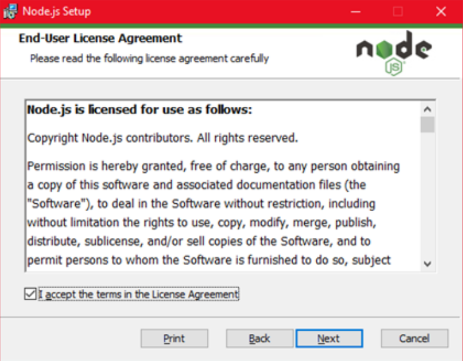 Node.js Setup
End-User License Agreement
Please read the following license agreement carefully
node
JS
Node.js is licensed for use as follows:
Copyright Node.js contributors. All rights reserved.
Permission is hereby granted, free of charge, to any person obtaining
a copy of this software and associated documentation files (the
"Software"), to deal in the Software without restriction, including
without limitation the rights to use, copy, modify, merge, publish,
distribute, sublicense, and/or sell copies of the Software, and to
permit persons to whom the Software is furnished to do so, subject
I accept the terms in the License Agreement
Print Back Next Cancel